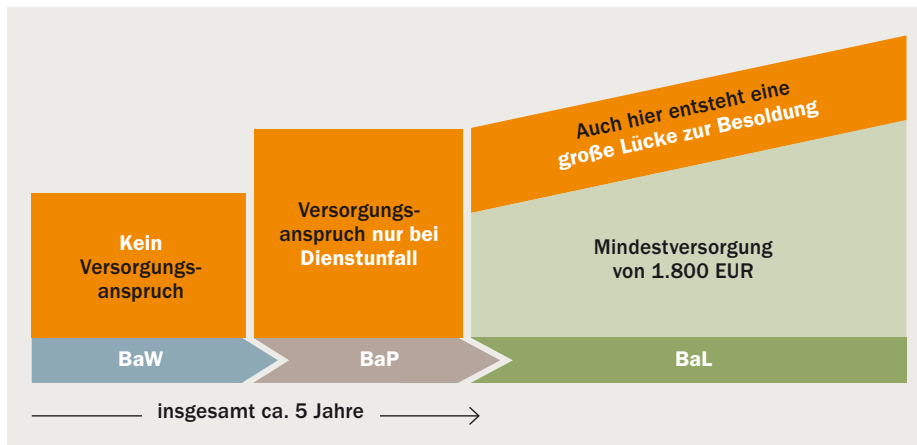 Kein
Versorgungs-
anspruch
Versorgungs-
anspruch nur bei
Dienstunfall
Auch hier entsteht eine
große Lücke zur Besoldung
Mindestversorgung
von 1.800 EUR
BaW
BaP
BaL
insgesamt ca. 5 Jahre